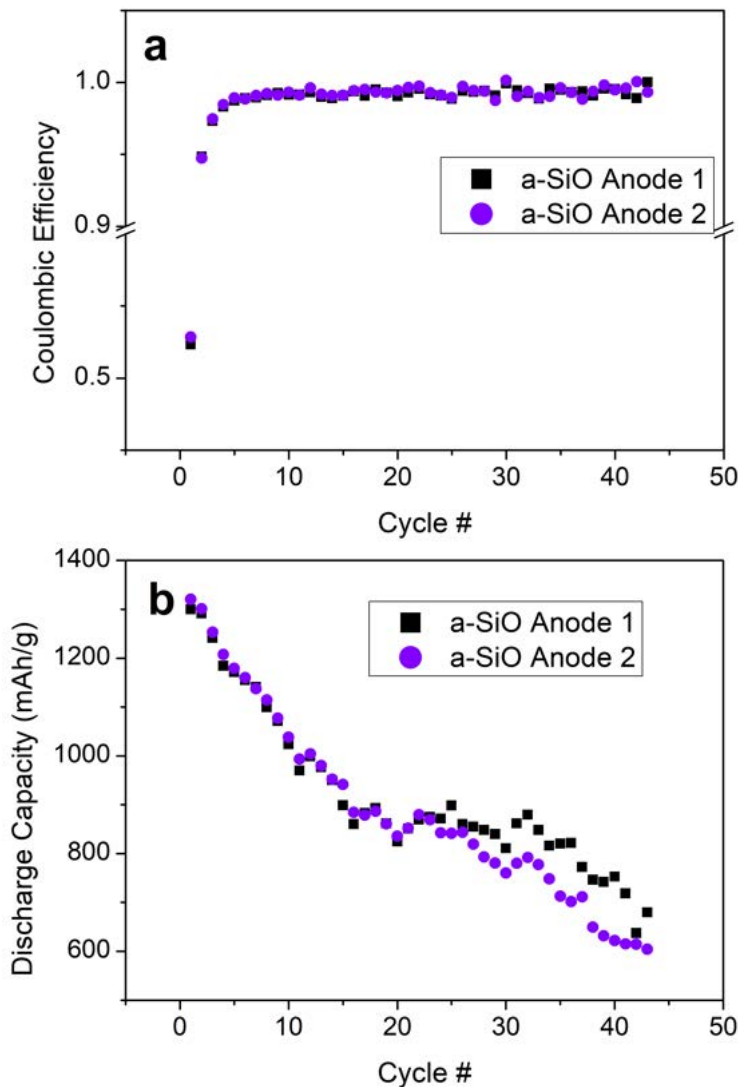 a
1.0
0.9
0.5
Coulombic Efficiency
a-SiO Anode 1
a-SiO Anode 2
0 10 20 30 40 50
Cycle #
b
1400
1200
1000
800
600
Discharge Capacity (mAh/g)
a-SiO Anode 1
a-SiO Anode 2
0 10 20 30 40 50
Cycle #